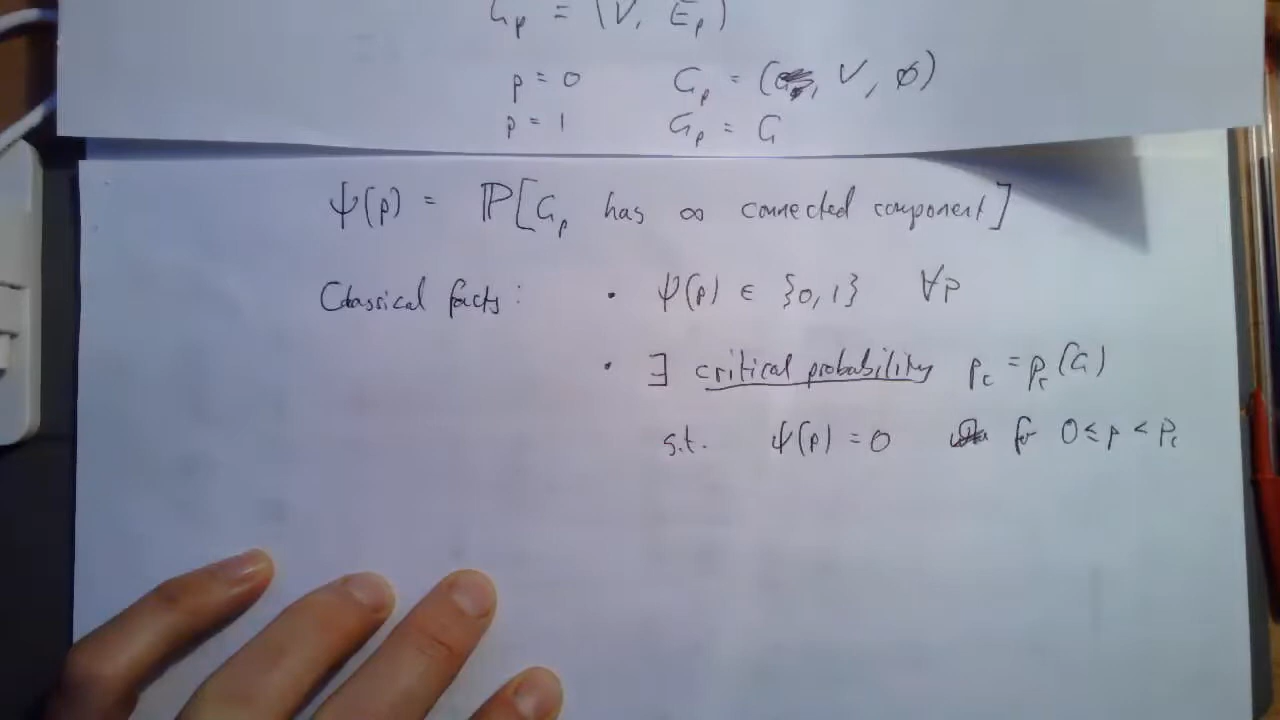 G_p = (V, E_p)
p = 0 G_p = ( , V, ∅)
p = 1 G_p = G
Ψ(p) = ℙ[G_p has ∞ connected component]
Classical facts: • Ψ(p) ∈ {0,1} ∀p
• ∃ critical probability p_c = p_c(G)
s.t. Ψ(p) = 0 for 0 ≤ p < p_c